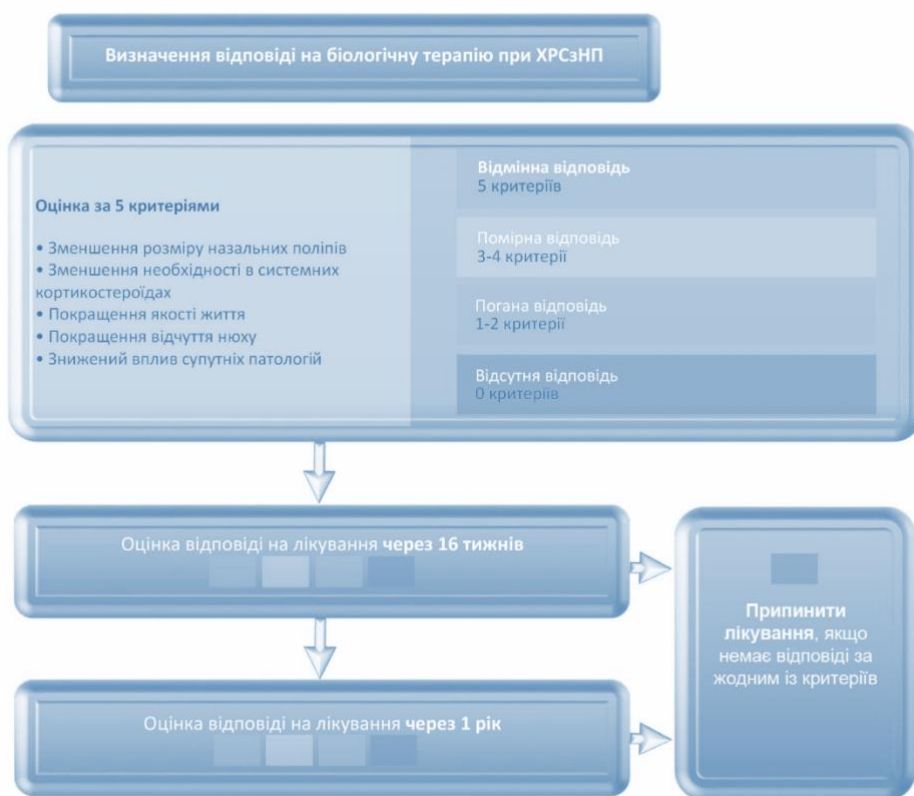 Визначення відповіді на біологічну терапію при ХРСзНП
Оцінка за 5 критеріями
• Зменшення розміру назальних поліпів
• Зменшення необхідності в системних
кортикостероїдах
• Покращення якості життя
• Покращення відчуття нюху
• Знижений вплив супутніх патологій
Відмінна відповідь
5 критеріїв
Помірна відповідь
3-4 критерії
Погана відповідь
1-2 критерії
Відсутня відповідь
0 критеріїв
Оцінка відповіді на лікування через 16 тижнів
Припинити
лікування, якщо
немає відповіді за
жодним із критеріїв
Оцінка відповіді на лікування через 1 рік